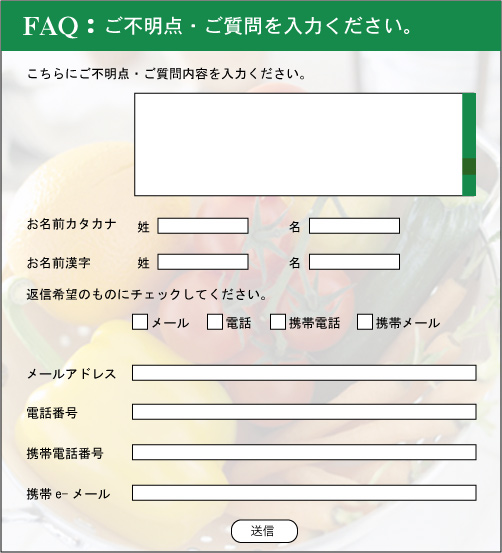 FAQ：ご不明点・ご質問を入力ください。
こちらにご不明点・ご質問内容を入力ください。
お名前カタカナ 姓 名
お名前漢字 姓 名
返信希望のものにチェックしてください。
メール 電話 携帯電話 携帯メール
メールアドレス
電話番号
携帯電話番号
携帯 e-メール
送信